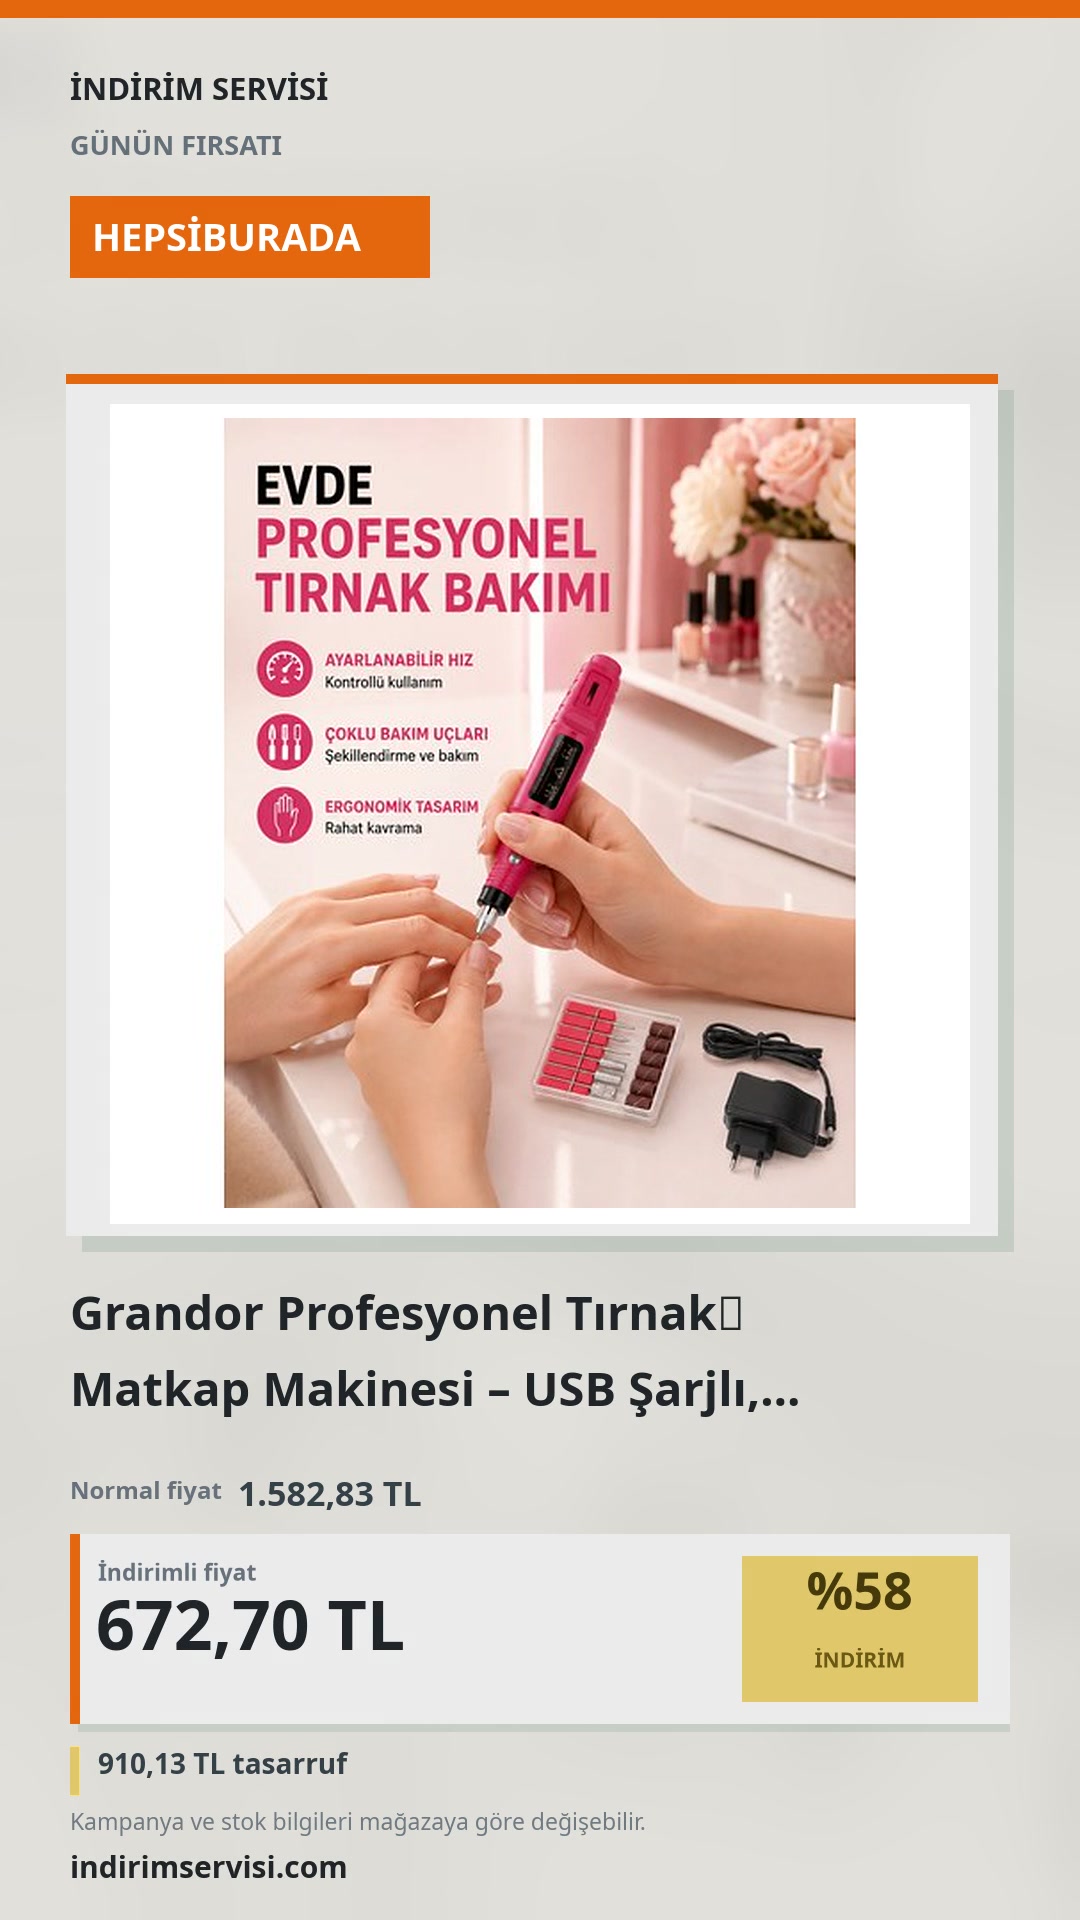 İNDİRİM SERVİSİ
GÜNÜN FIRSATI
HEPSİBURADA
EVDE
PROFESYONEL
TIRNAK BAKIMI
AYARLANABİLİR HIZ
Kontrollü kullanım
ÇOKLU BAKIM UÇLARI
Şekillendirme ve bakım
ERGONOMİK TASARIM
Rahat kavrama
Grandor Profesyonel Tırnak
Matkap Makinesi – USB Şarjlı,...
Normal fiyat 1.582,83 TL
İndirimli fiyat
672,70 TL
%58
İNDİRİM
910,13 TL tasarruf
Kampanya ve stok bilgileri mağazaya göre değişebilir.
indirimservisi.com